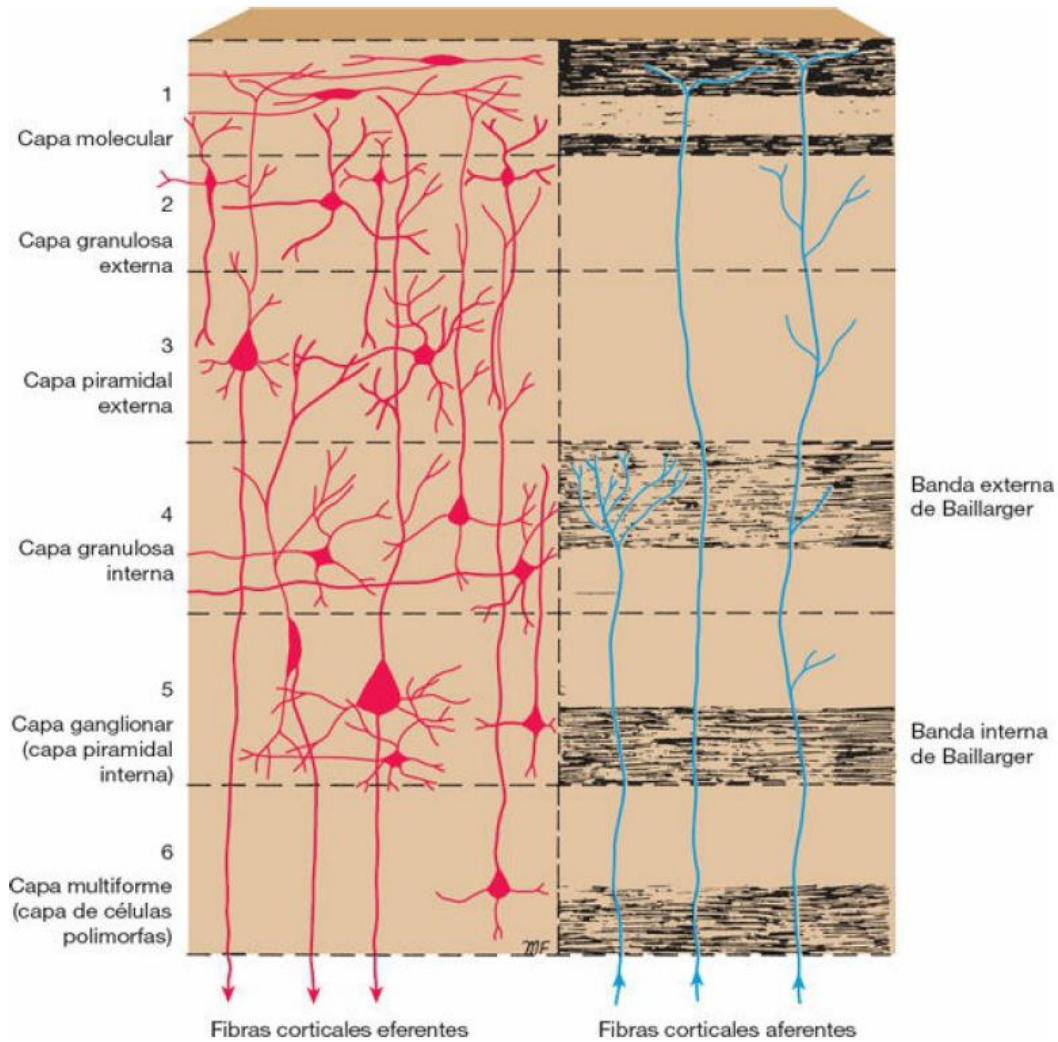 1
Capa molecular
2
Capa granulosa
externa
3
Capa piramidal
externa
4
Capa granulosa
interna
5
Capa ganglionar
(capa piramidal
interna)
6
Capa multiforme
(capa de células
polimorfas)
Banda externa
de Baillarger
Banda interna
de Baillarger
Fibras corticales eferentes
Fibras corticales aferentes